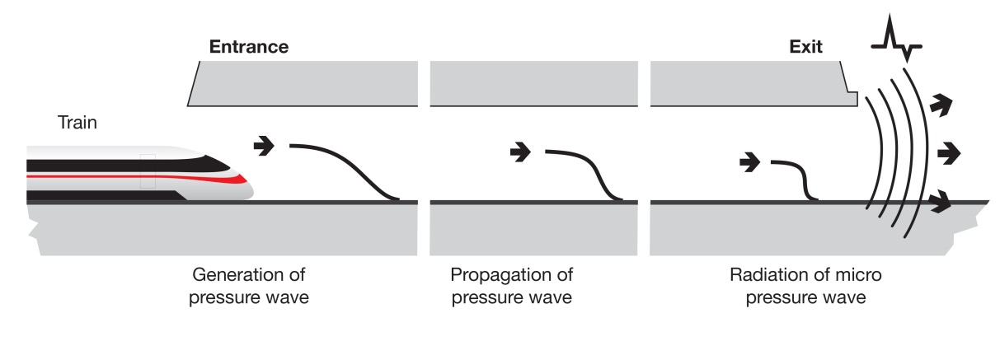 Entrance
Exit
Train
Generation of
pressure wave
Propagation of
pressure wave
Radiation of micro
pressure wave